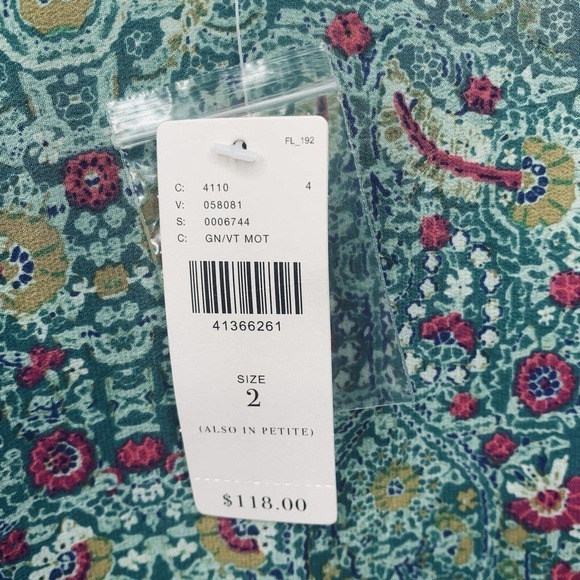 FL_192
C: 4110 4
V: 058081
S: 0006744
C: GN/VT MOT
41366261
SIZE
2
(ALSO IN PETITE)
$118.00